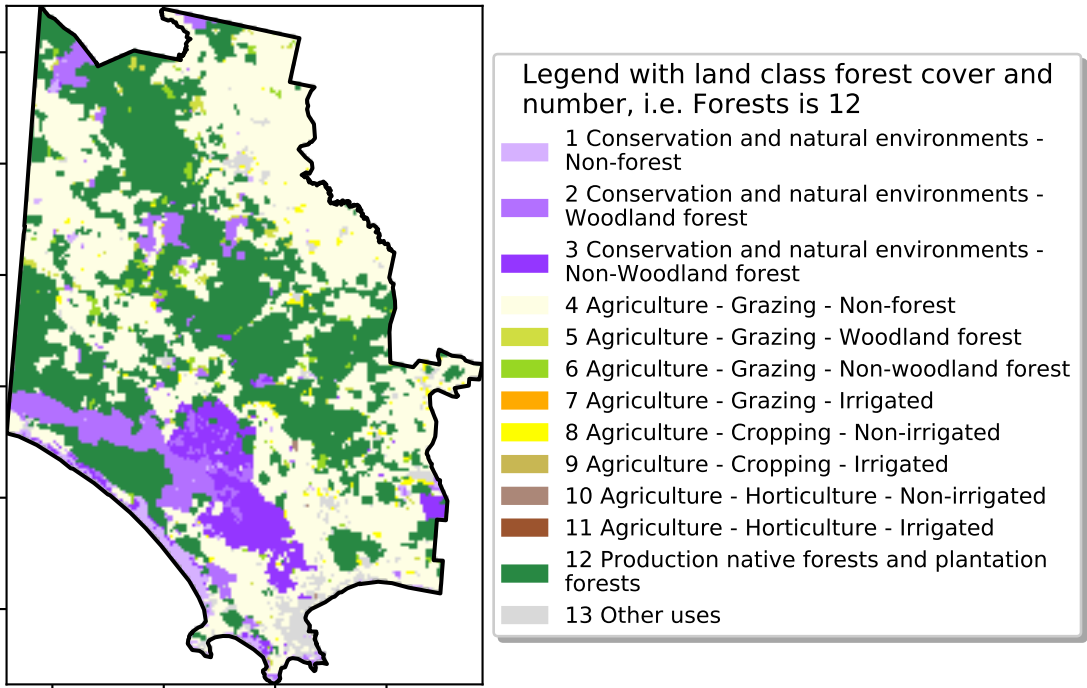 Legend with land class forest cover and
number, i.e. Forests is 12
1 Conservation and natural environments -
Non-forest
2 Conservation and natural environments -
Woodland forest
3 Conservation and natural environments -
Non-Woodland forest
4 Agriculture - Grazing - Non-forest
5 Agriculture - Grazing - Woodland forest
6 Agriculture - Grazing - Non-woodland forest
7 Agriculture - Grazing - Irrigated
8 Agriculture - Cropping - Non-irrigated
9 Agriculture - Cropping - Irrigated
10 Agriculture - Horticulture - Non-irrigated
11 Agriculture - Horticulture - Irrigated
12 Production native forests and plantation
forests
13 Other uses